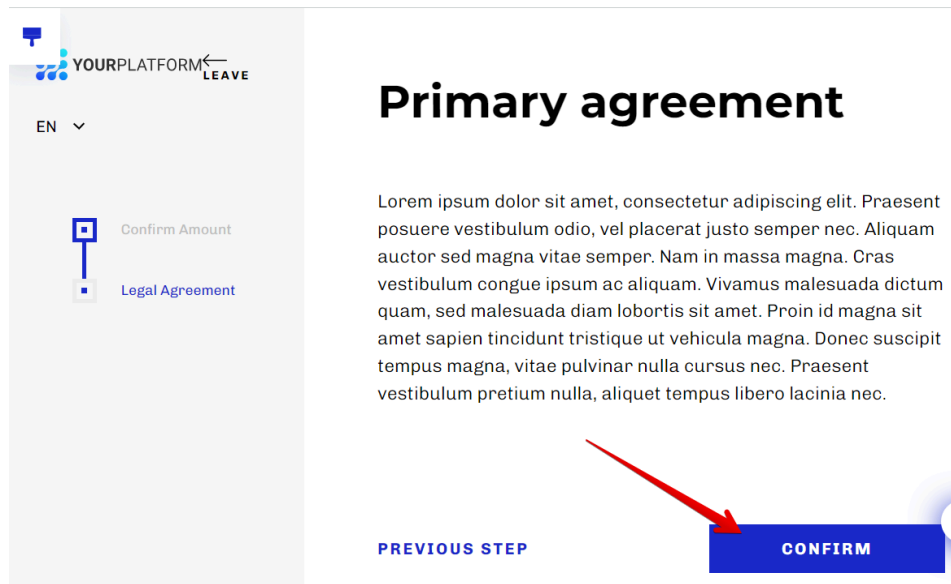 YOURPLATFORM
LEAVE
EN
Confirm Amount
Legal Agreement
Primary agreement
Lorem ipsum dolor sit amet, consectetur adipiscing elit. Praesent
posuere vestibulum odio, vel placerat justo semper nec. Aliquam
auctor sed magna vitae semper. Nam in massa magna. Cras
vestibulum congue ipsum ac aliquam. Vivamus malesuada dictum
quam, sed malesuada diam lobortis sit amet. Proin id magna sit
amet sapien tincidunt tristique ut vehicula magna. Donec suscipit
tempus magna, vitae pulvinar nulla cursus nec. Praesent
vestibulum pretium nulla, aliquet tempus libero lacinia nec.
PREVIOUS STEP
CONFIRM